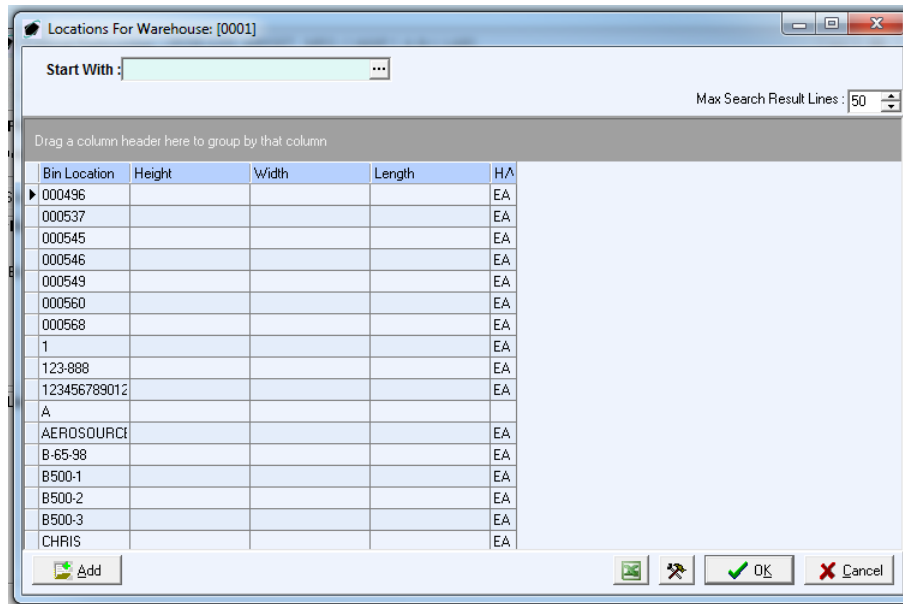 Locations For Warehouse: [0001]
Start With :
Max Search Result Lines : 50
Drag a column header here to group by that column
Bin Location Height Width Length H/
000496 EA
000537 EA
000545 EA
000546 EA
000549 EA
000560 EA
000568 EA
1 EA
123-888 EA
123456789012 EA
A
AEROSOURCE EA
B-65-98 EA
B500-1 EA
B500-2 EA
B500-3 EA
CHRIS EA
Add OK Cancel